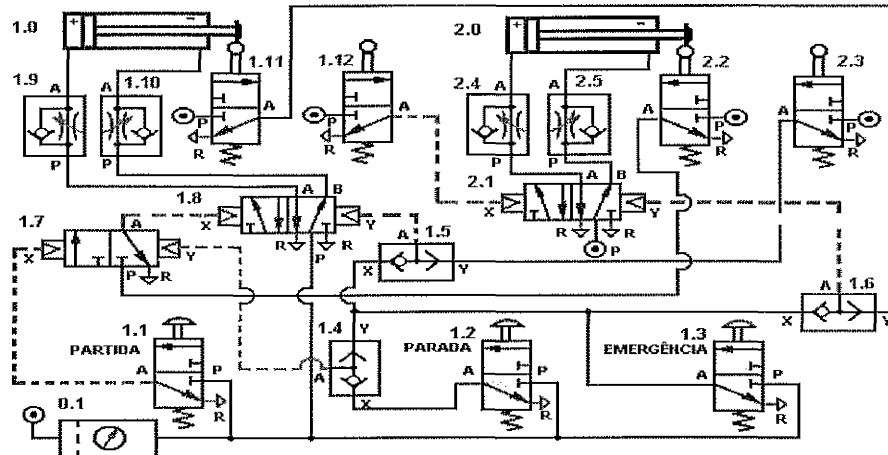 1.0
+
-
1.11
1.12
2.0
+
-
2.2
2.3
1.9
A
A
1.10
P
A
R
P
A
R
2.4
A
A
2.5
A
P
R
A
P
R
P
P
P
P
1.8
A
B
X
Y
R
R
P
2.1
A
B
X
Y
R
R
P
1.7
A
X
Y
P
R
1.5
A
X
Y
1.6
A
X
Y
1.1
PARTIDA
A
P
R
1.4
Y
A
X
1.2
PARADA
A
P
R
1.3
EMERGÊNCIA
A
P
R
0.1